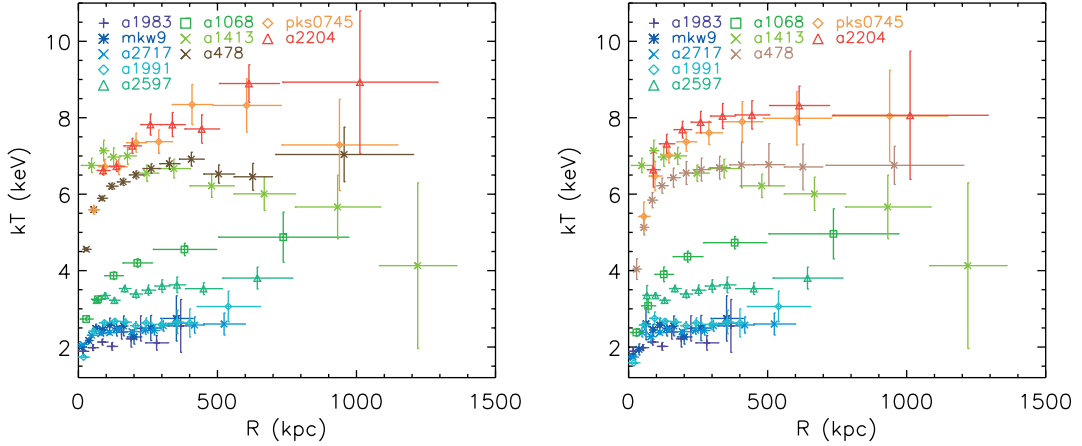 a1983 a1068 pks0745
mkw9 a1413 a2204
a2717 a478
a1991
a2597
10
8
6
4
2
kT (keV)
0 500 1000 1500
R (kpc)
a1983 a1068 pks0745
mkw9 a1413 a2204
a2717 a478
a1991
a2597
10
8
6
4
2
kT (keV)
0 500 1000 1500
R (kpc)